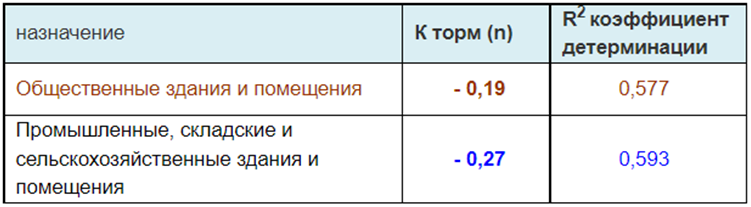 назначение
К торм (n)
R2 коэффициент
детерминации
Общественные здания и помещения
- 0,19
0,577
Промышленные, складские и
сельскохозяйственные здания и
помещения
- 0,27
0,593